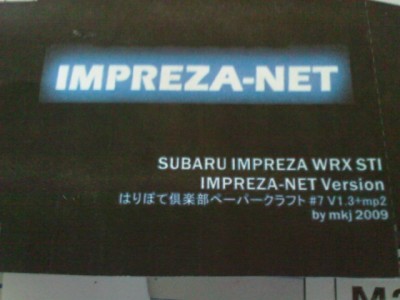 IMPREZA-NET
SUBARU IMPREZA WRX STI
IMPREZA-NET Version
はりぼて倶楽部ペーパークラフト #7 V1.3+mp2
by mkj 2009